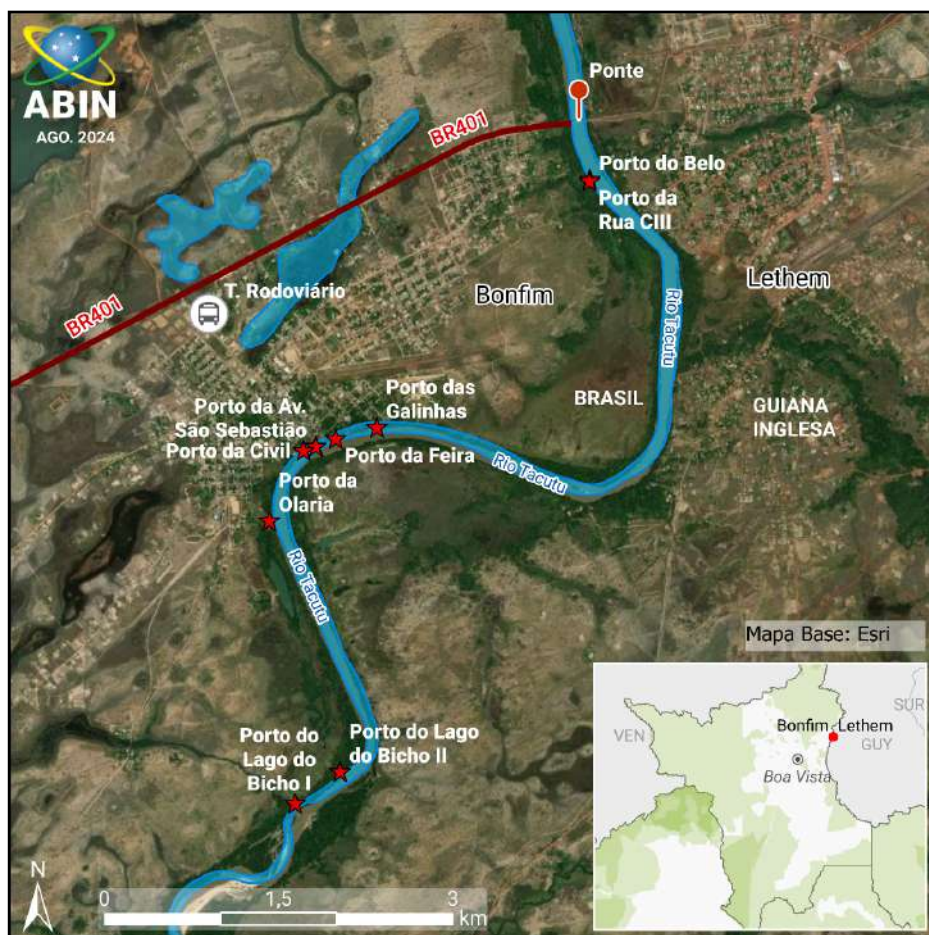 ABIN
AGO. 2024
Ponte
BR401
Porto do Belo
Porto da
Rua CIII
T. Rodoviário
Bonfim
Lethem
BR401
Rio Tacutu
Porto das
Galinhas
BRASIL
GUIANA
INGLESA
Porto da Av.
São Sebastião
Porto da Civil
Porto da Feira
Rio Tacutu
Porto da
Olaria
Rio Tacutu
Mapa Base: Esri
Porto do
Lago do
Bicho I
Porto do Lago
do Bicho II
VEN
SUR
Bonfim
Lethem
GUY
Boa Vista
N
0
1,5
3
km